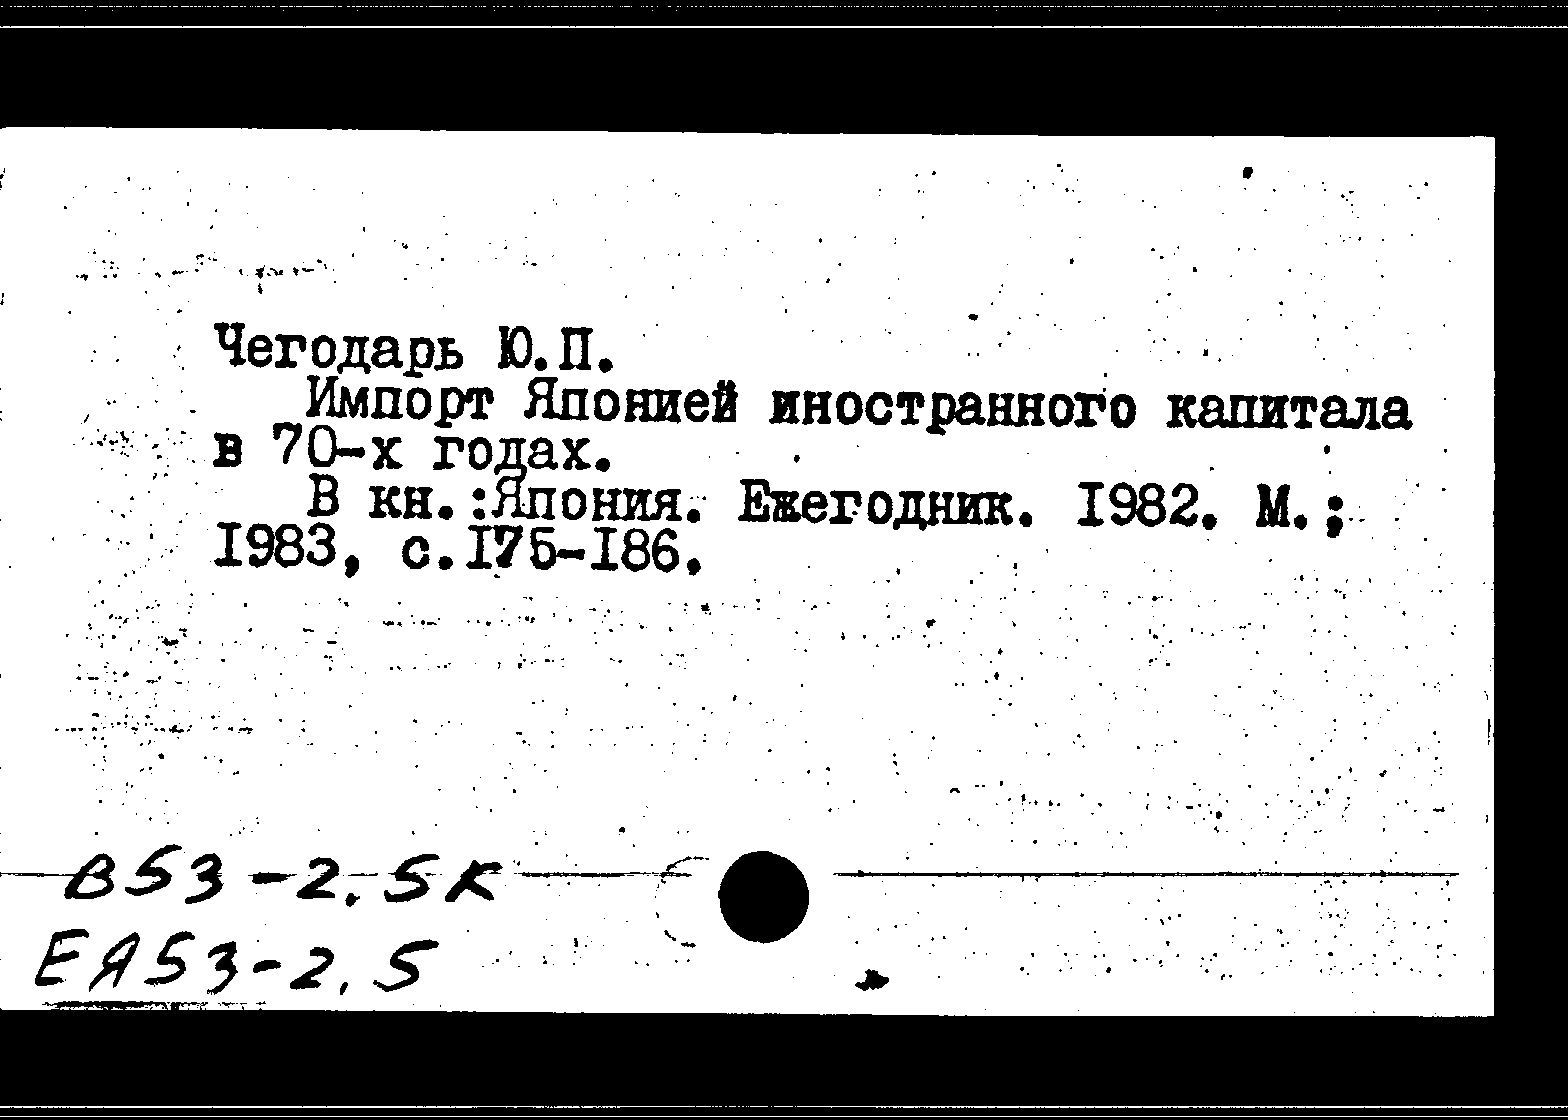 Чегодарь Ю.П.
Импорт Японией иностранного капитала
в 70-х годах.
В кн.:Япония. Ежегодник. 1982. М.;
1983, с.175-186.
В53-2.5К
ЕЯ53-2.5